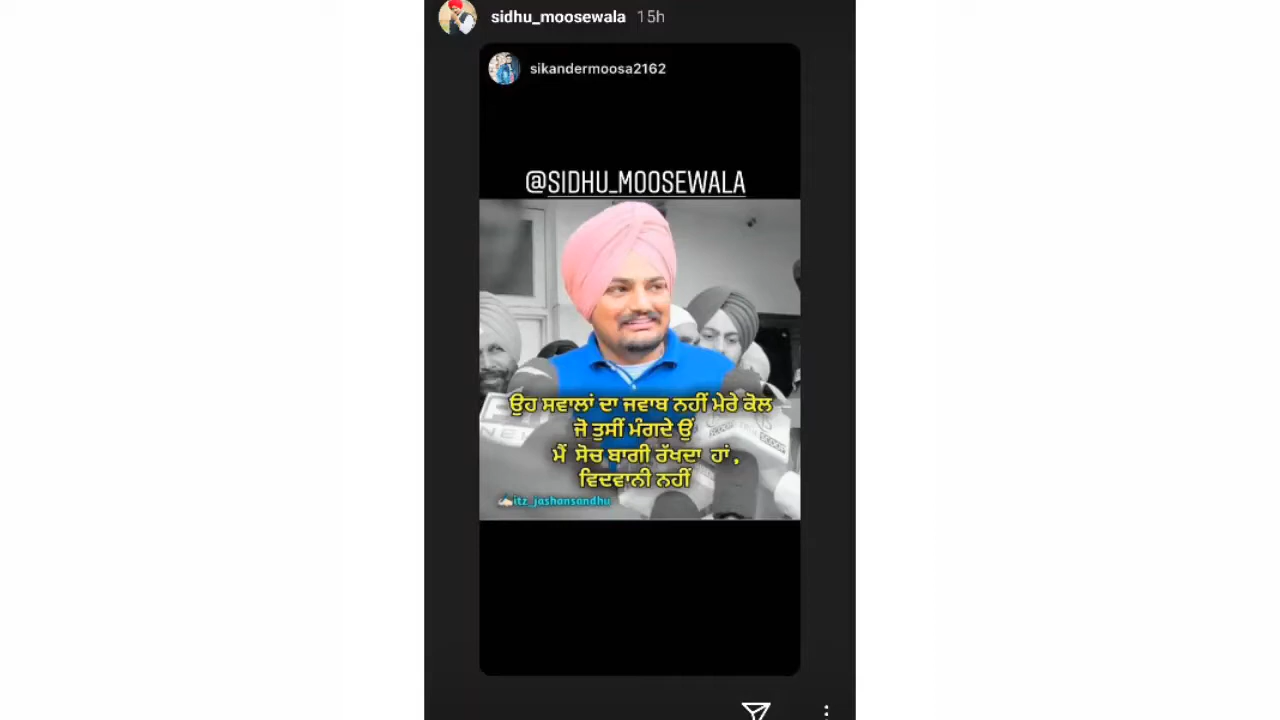 sidhu_moosewala 15h
sikandermoosa2162
@SIDHU_MOOSEWALA
ਉਹ ਸਵਾਲਾਂ ਦਾ ਜਵਾਬ ਨਹੀਂ ਮੇਰੇ ਕੋਲ
ਜੋ ਤੁਸੀਂ ਮੰਗਦੇ ਉਂ
ਮੈਂ ਸੋਚ ਬਾਗੀ ਰੱਖਦਾ ਹਾਂ ,
ਵਿਦਵਾਨੀ ਨਹੀਂ
itz_jashansandhu